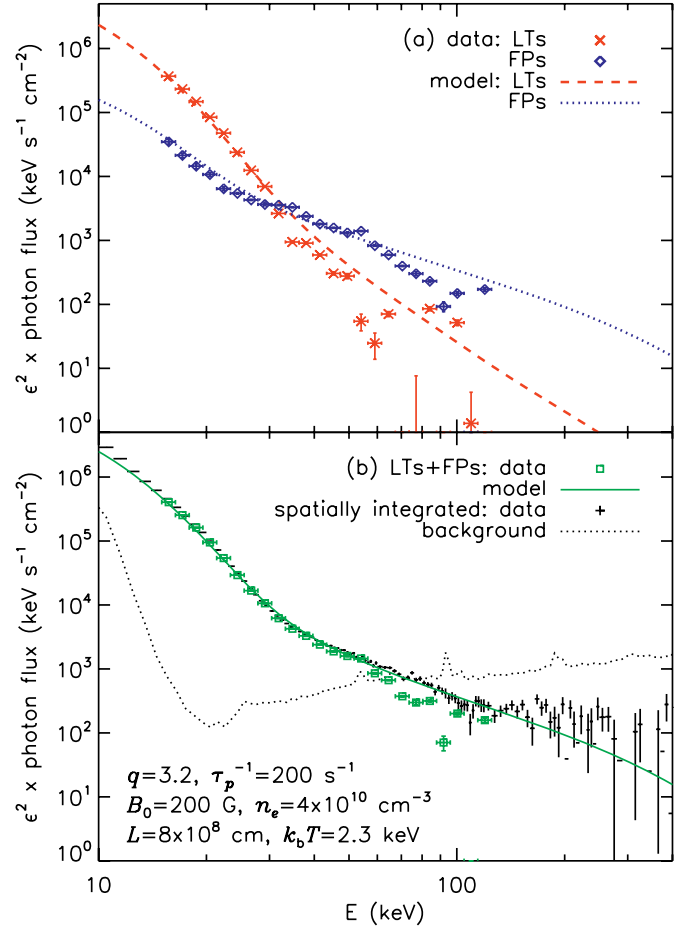 (a) data: LTs
FPs
model: LTs
FPs
ϵ² x photon flux (keV s⁻¹ cm⁻²)
10⁶
10⁵
10⁴
10³
10²
10¹
10⁰
(b) LTs+FPs: data
model
spatially integrated: data
background
ϵ² x photon flux (keV s⁻¹ cm⁻²)
10⁶
10⁵
10⁴
10³
10²
10¹
10⁰
q=3.2, τₚ⁻¹=200 s⁻¹
B₀=200 G, nₑ=4x10¹⁰ cm⁻³
L=8x10⁸ cm, k_bT=2.3 keV
10
100
E (keV)